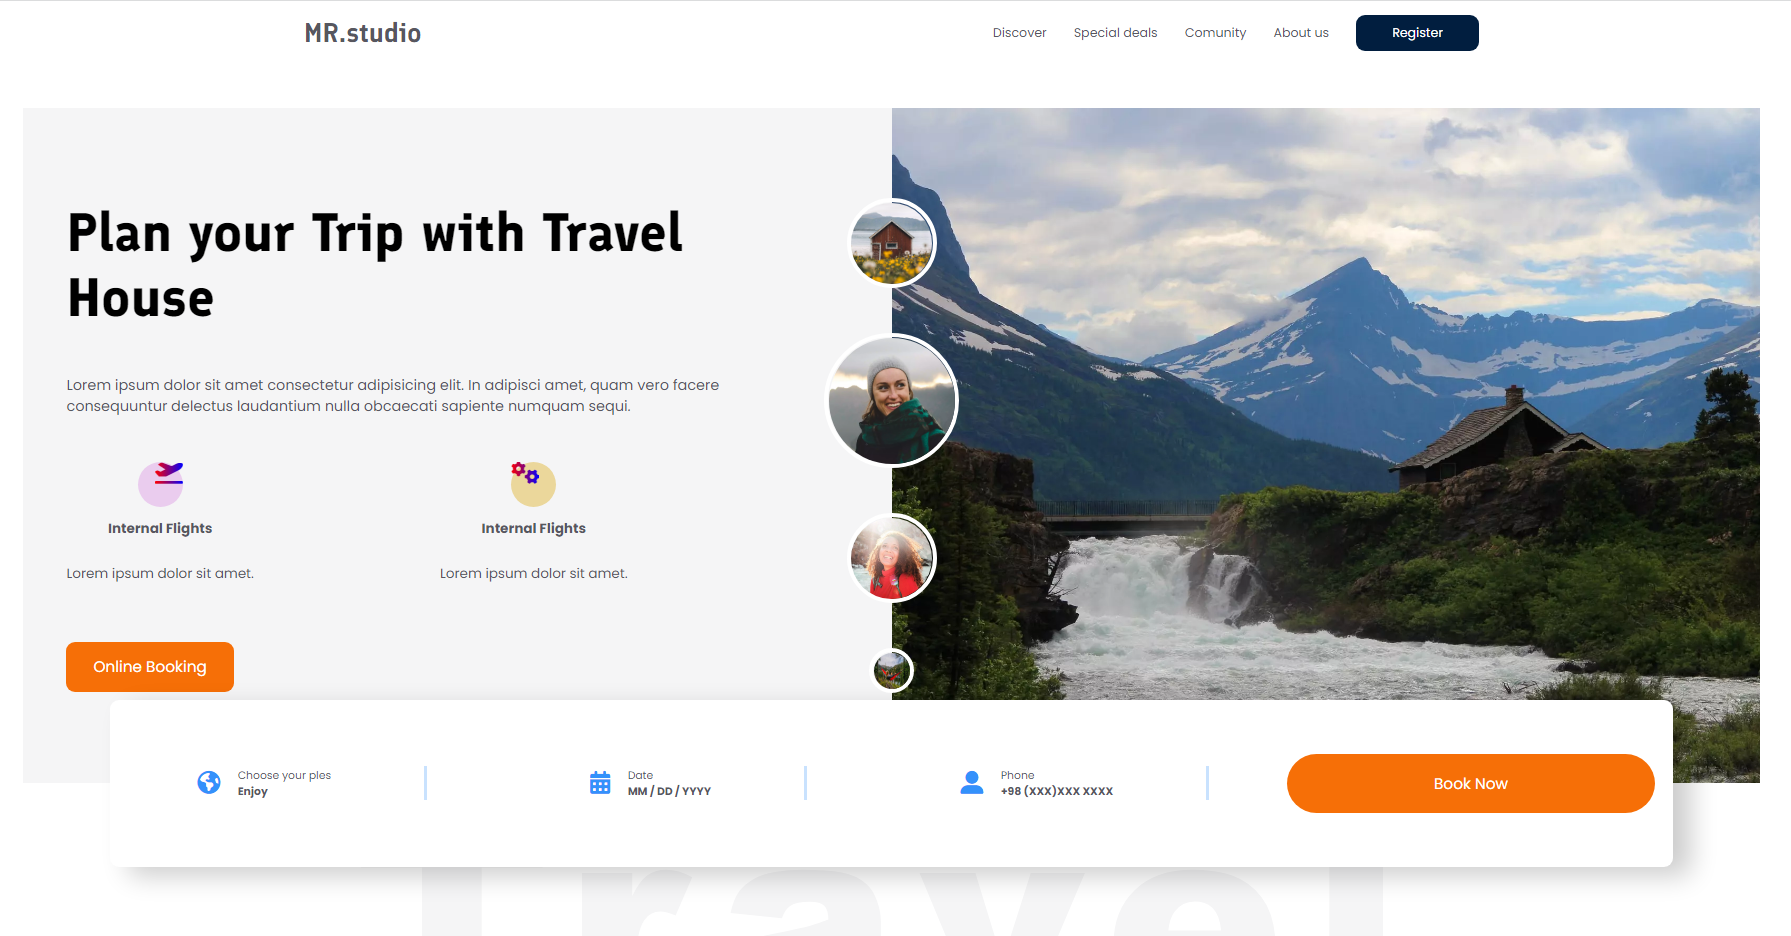 MR.studio
Discover
Special deals
Comunity
About us
Register
Plan your Trip with Travel
House
Lorem ipsum dolor sit amet consectetur adipisicing elit. In adipisci amet, quam vero facere
consequuntur delectus laudantium nulla obcaecati sapiente numquam sequi.
Internal Flights
Lorem ipsum dolor sit amet.
Internal Flights
Lorem ipsum dolor sit amet.
Online Booking
Choose your ples
Enjoy
Date
MM / DD / YYYY
Phone
+98 (XXX)XXX XXXX
Book Now
Travel